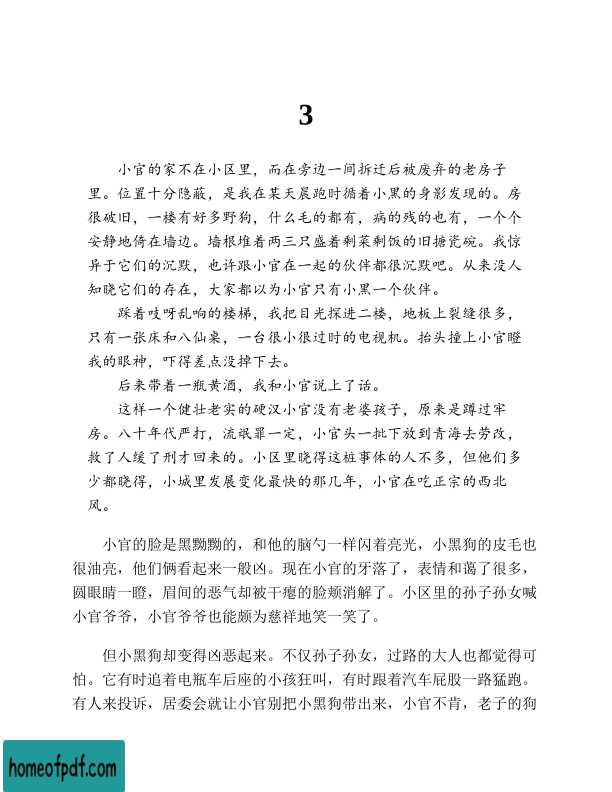 3
小官的家不在小区里，而在旁边一间拆迁后被废弃的老房子
里。位置十分隐蔽，是我在某天晨跑时循着小黑的身影发现的。房
很破旧，一楼有好多野狗，什么毛的都有，病的残的也有，一个个
安静地倚在墙边。墙根堆着两三只盛着剩菜剩饭的旧搪瓷碗。我惊
异于它们的沉默，也许跟小官在一起的伙伴都很沉默吧。从来没人
知晓它们的存在，大家都以为小官只有小黑一个伙伴。
踩着吱呀乱响的楼梯，我把目光探进二楼，地板上裂缝很多，
只有一张床和八仙桌，一台很小很过时的电视机。抬头撞上小官瞪
我的眼神，吓得差点没掉下去。
后来带着一瓶黄酒，我和小官说上了话。
这样一个健壮老实的硬汉小官没有老婆孩子，原来是蹲过牢
房。八十年代严打，流氓罪一定，小官头一批下放到青海去劳改，
救了人缓了刑才回来的。小区里晓得这桩事体的人不多，但他们多
少都晓得，小城里发展变化最快的那几年，小官在吃正宗的西北
风。
小官的脸是黑黝黝的，和他的脑勺一样闪着亮光，小黑狗的皮毛也
很油亮，他们俩看起来一般凶。现在小官的牙落了，表情和蔼了很多，
圆眼睛一瞪，眉间的恶气却被干瘪的脸颊消解了。小区里的孙子孙女喊
小官爷爷，小官爷爷也能颇为慈祥地笑一笑了。
但小黑狗却变得凶恶起来。不仅孙子孙女，过路的大人也都觉得可
怕。它有时追着电瓶车后座的小孩狂叫，有时跟着汽车屁股一路猛跑。
有人来投诉，居委会就让小官别把小黑狗带出来，小官不肯，老子的狗
homeofpdf.com